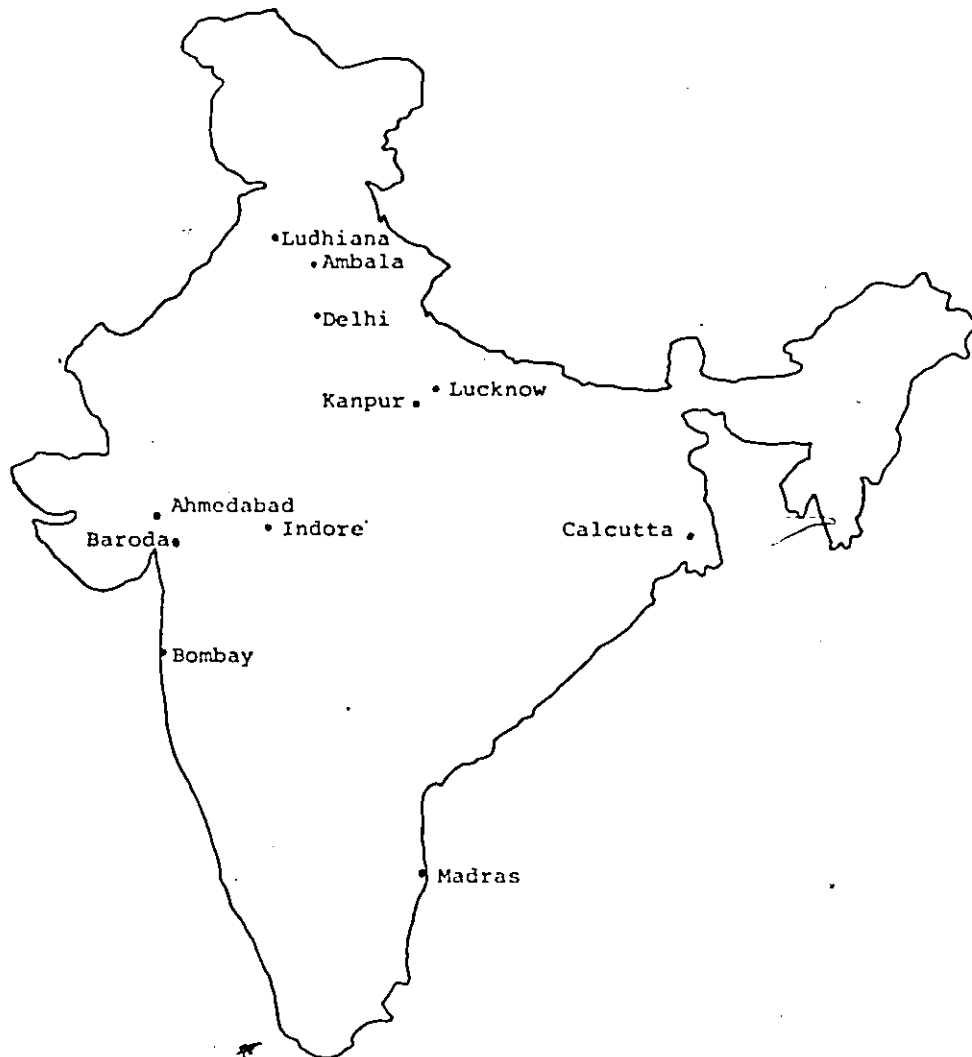 Ludhiana
Ambala
Delhi
Lucknow
Kanpur
Ahmedabad
Indore
Baroda
Calcutta
Bombay
Madras